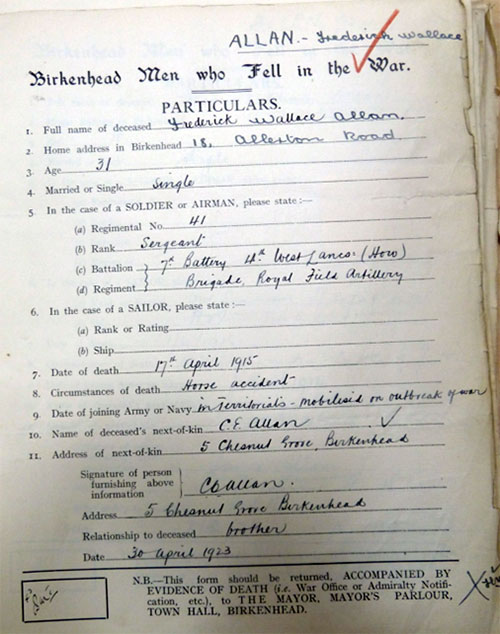 ALLAN. - Frederick Wallace
Birkenhead Men who Fell in the War.
PARTICULARS.
1. Full name of deceased Frederick Wallace Allan.
2. Home address in Birkenhead 18, Alleston Road
3. Age 31
4. Married or Single Single
5. In the case of a SOLDIER or AIRMAN, please state :—
(a) Regimental No. 41
(b) Rank Sergeant
(c) Battalion } 7th Battery 4th West Lancs: (How)
(d) Regiment } Brigade, Royal Field Artillery
6. In the case of a SAILOR, please state :—
(a) Rank or Rating
(b) Ship
7. Date of death 17th April 1915
8. Circumstances of death Horse accident
9. Date of joining Army or Navy in Territorials - mobilised on outbreak of war
10. Name of deceased's next-of-kin C. E. Allan
11. Address of next-of-kin 5 Chesnut Grove, Birkenhead
Signature of person
furnishing above
information } C E Allan.
Address 5 Chesnut Grove Birkenhead
Relationship to deceased brother
Date 30 April 1923
N.B.—This form should be returned, ACCOMPANIED BY
EVIDENCE OF DEATH (i.e. War Office or Admiralty Notifi-
cation, etc.), to THE MAYOR, MAYOR'S PARLOUR,
TOWN HALL, BIRKENHEAD.